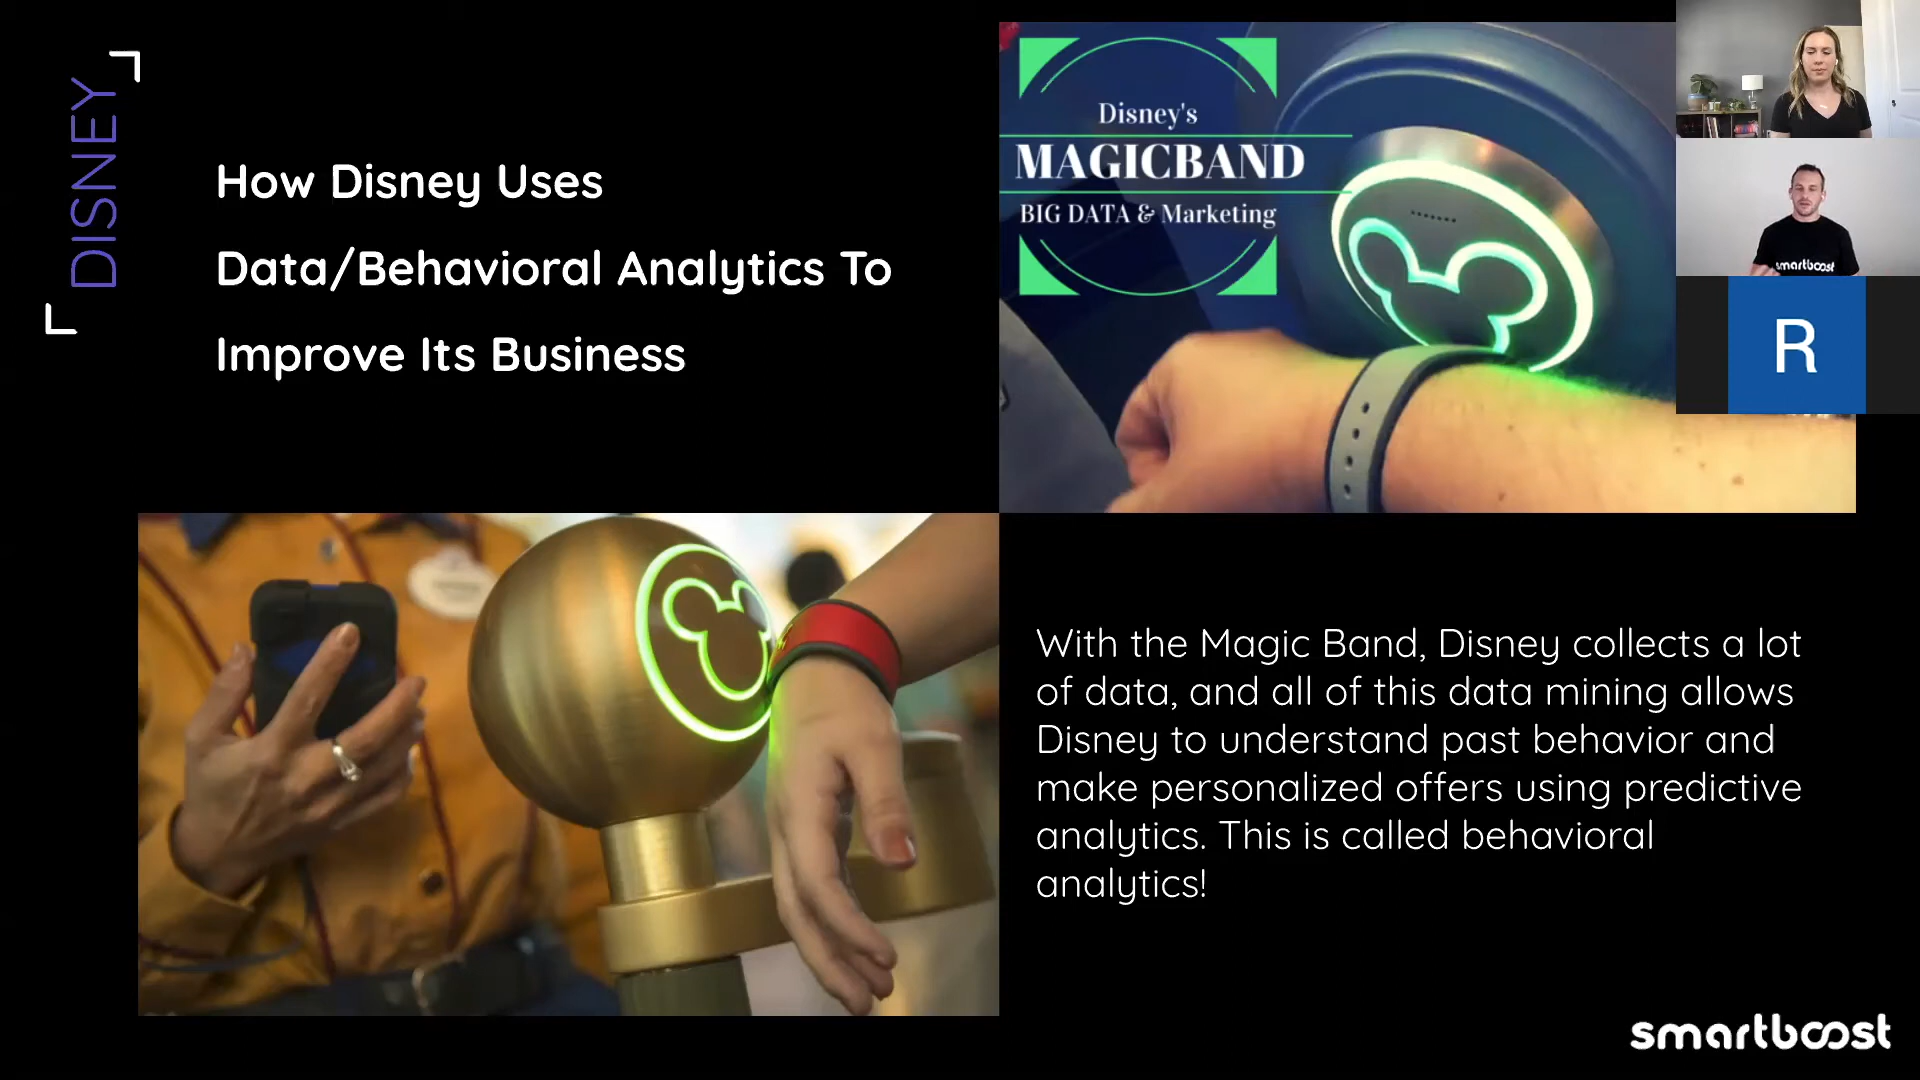 DISNEY
How Disney Uses
Data/Behavioral Analytics To
Improve Its Business
Disney's
MAGICBAND
BIG DATA & Marketing
smartboost
R
With the Magic Band, Disney collects a lot
of data, and all of this data mining allows
Disney to understand past behavior and
make personalized offers using predictive
analytics. This is called behavioral
analytics!
smartboost